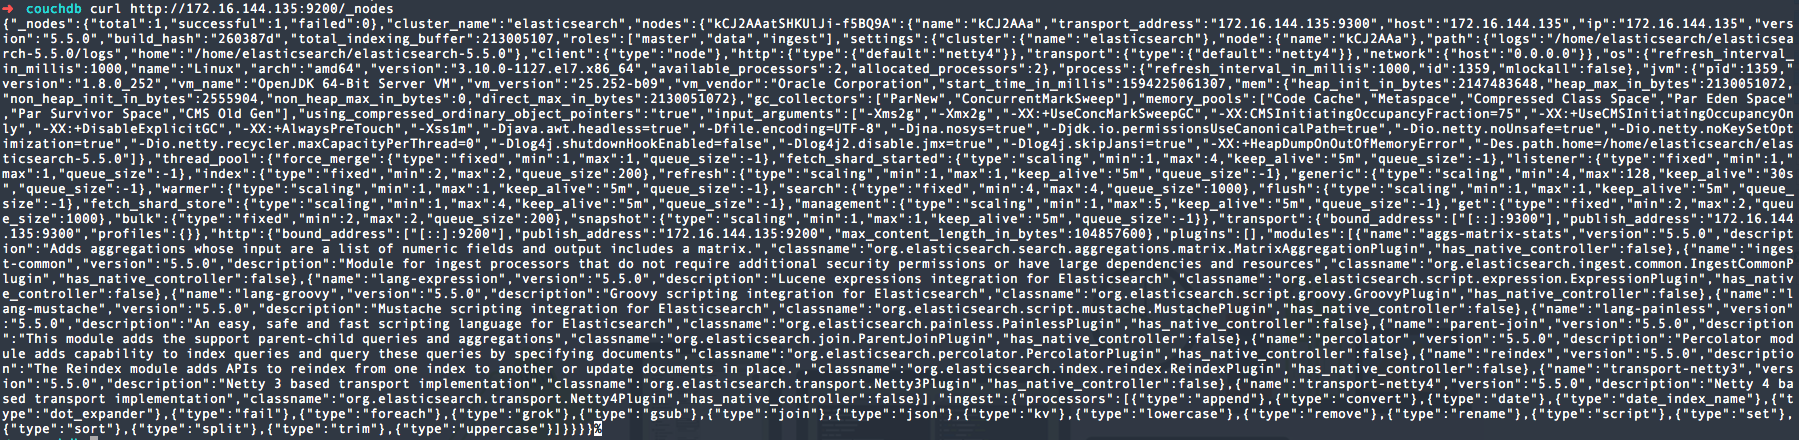 ➜ couchdb curl http://172.16.144.135:9200/_nodes
{"_nodes":{"total":1,"successful":1,"failed":0},"cluster_name":"elasticsearch","nodes":{"kCJ2AAatSHKUlJi-f5BQ9A":{"name":"kCJ2AAa","transport_address":"172.16.144.135:9300","host":"172.16.144.135","ip":"172.16.144.135","ver
sion":"5.5.0","build_hash":"260387d","total_indexing_buffer":213005107,"roles":["master","data","ingest"],"settings":{"cluster":{"name":"elasticsearch"},"node":{"name":"kCJ2AAa"},"path":{"logs":"/home/elasticsearch/elasticsea
rch-5.5.0/logs","home":"/home/elasticsearch/elasticsearch-5.5.0"},"client":{"type":"node"},"http":{"type":{"default":"netty4"}},"transport":{"type":{"default":"netty4"}},"network":{"host":"0.0.0.0"}},"os":{"refresh_interval_
in_millis":1000,"name":"Linux","arch":"amd64","version":"3.10.0-1127.el7.x86_64","available_processors":2,"allocated_processors":2},"process":{"refresh_interval_in_millis":1000,"id":1359,"mlockall":false},"jvm":{"pid":1359,"
version":"1.8.0_252","vm_name":"OpenJDK 64-Bit Server VM","vm_version":"25.252-b09","vm_vendor":"Oracle Corporation","start_time_in_millis":1594225061307,"mem":{"heap_init_in_bytes":2147483648,"heap_max_in_bytes":2130051072,
"non_heap_init_in_bytes":2555904,"non_heap_max_in_bytes":0,"direct_max_in_bytes":2130051072},"gc_collectors":["ParNew","ConcurrentMarkSweep"],"memory_pools":["Code Cache","Metaspace","Compressed Class Space","Par Eden Space"
,"Par Survivor Space","CMS Old Gen"],"using_compressed_ordinary_object_pointers":"true","input_arguments":["-Xms2g","-Xmx2g","-XX:+UseConcMarkSweepGC","-XX:CMSInitiatingOccupancyFraction=75","-XX:+UseCMSInitiatingOccupancyOn
ly","-XX:+DisableExplicitGC","-XX:+AlwaysPreTouch","-Xss1m","-Djava.awt.headless=true","-Dfile.encoding=UTF-8","-Djna.nosys=true","-Djdk.io.permissionsUseCanonicalPath=true","-Dio.netty.noUnsafe=true","-Dio.netty.noKeySetOpt
imization=true","-Dio.netty.recycler.maxCapacityPerThread=0","-Dlog4j.shutdownHookEnabled=false","-Dlog4j2.disable.jmx=true","-Dlog4j.skipJansi=true","-XX:+HeapDumpOnOutOfMemoryError","-Des.path.home=/home/elasticsearch/elas
ticsearch-5.5.0"]},"thread_pool":{"force_merge":{"type":"fixed","min":1,"max":1,"queue_size":-1},"fetch_shard_started":{"type":"scaling","min":1,"max":4,"keep_alive":"5m","queue_size":-1},"listener":{"type":"fixed","min":1,"
max":1,"queue_size":-1},"index":{"type":"fixed","min":2,"max":2,"queue_size":200},"refresh":{"type":"scaling","min":1,"max":1,"keep_alive":"5m","queue_size":-1},"generic":{"type":"scaling","min":4,"max":128,"keep_alive":"30s
","queue_size":-1},"warmer":{"type":"scaling","min":1,"max":1,"keep_alive":"5m","queue_size":-1},"search":{"type":"fixed","min":4,"max":4,"queue_size":1000},"flush":{"type":"scaling","min":1,"max":1,"keep_alive":"5m","queue_
size":-1},"fetch_shard_store":{"type":"scaling","min":1,"max":4,"keep_alive":"5m","queue_size":-1},"management":{"type":"scaling","min":1,"max":5,"keep_alive":"5m","queue_size":-1},"get":{"type":"fixed","min":2,"max":2,"queu
e_size":1000},"bulk":{"type":"fixed","min":2,"max":2,"queue_size":200},"snapshot":{"type":"scaling","min":1,"max":1,"keep_alive":"5m","queue_size":-1}},"transport":{"bound_address":["[::]:9300"],"publish_address":"172.16.144
.135:9300","profiles":{}},"http":{"bound_address":["[::]:9200"],"publish_address":"172.16.144.135:9200","max_content_length_in_bytes":104857600},"plugins":[],"modules":[{"name":"aggs-matrix-stats","version":"5.5.0","descript
ion":"Adds aggregations whose input are a list of numeric fields and output includes a matrix.","classname":"org.elasticsearch.search.aggregations.matrix.MatrixAggregationPlugin","has_native_controller":false},{"name":"inges
t-common","version":"5.5.0","description":"Module for ingest processors that do not require additional security permissions or have large dependencies and resources","classname":"org.elasticsearch.ingest.common.IngestCommonP
lugin","has_native_controller":false},{"name":"lang-expression","version":"5.5.0","description":"Lucene expressions integration for Elasticsearch","classname":"org.elasticsearch.script.expression.ExpressionPlugin","has_nativ
e_controller":false},{"name":"lang-groovy","version":"5.5.0","description":"Groovy scripting integration for Elasticsearch","classname":"org.elasticsearch.script.groovy.GroovyPlugin","has_native_controller":false},{"name":"l
ang-mustache","version":"5.5.0","description":"Mustache scripting integration for Elasticsearch","classname":"org.elasticsearch.script.mustache.MustachePlugin","has_native_controller":false},{"name":"lang-painless","version"
:"5.5.0","description":"An easy, safe and fast scripting language for Elasticsearch","classname":"org.elasticsearch.painless.PainlessPlugin","has_native_controller":false},{"name":"parent-join","version":"5.5.0","description"
:"This module adds the support parent-child queries and aggregations","classname":"org.elasticsearch.join.ParentJoinPlugin","has_native_controller":false},{"name":"percolator","version":"5.5.0","description":"Percolator mod
ule adds capability to index queries and query these queries by specifying documents","classname":"org.elasticsearch.percolator.PercolatorPlugin","has_native_controller":false},{"name":"reindex","version":"5.5.0","descriptio
n":"The Reindex module adds APIs to reindex from one index to another or update documents in place.","classname":"org.elasticsearch.index.reindex.ReindexPlugin","has_native_controller":false},{"name":"transport-netty3","vers
ion":"5.5.0","description":"Netty 3 based transport implementation","classname":"org.elasticsearch.transport.Netty3Plugin","has_native_controller":false},{"name":"transport-netty4","version":"5.5.0","description":"Netty 4 ba
sed transport implementation","classname":"org.elasticsearch.transport.Netty4Plugin","has_native_controller":false}],"ingest":{"processors":[{"type":"append"},{"type":"convert"},{"type":"date"},{"type":"date_index_name"},{"t
ype":"dot_expander"},{"type":"fail"},{"type":"foreach"},{"type":"grok"},{"type":"gsub"},{"type":"join"},{"type":"json"},{"type":"kv"},{"type":"lowercase"},{"type":"remove"},{"type":"rename"},{"type":"script"},{"type":"set"},
{"type":"sort"},{"type":"split"},{"type":"trim"},{"type":"uppercase"}]}}}}%